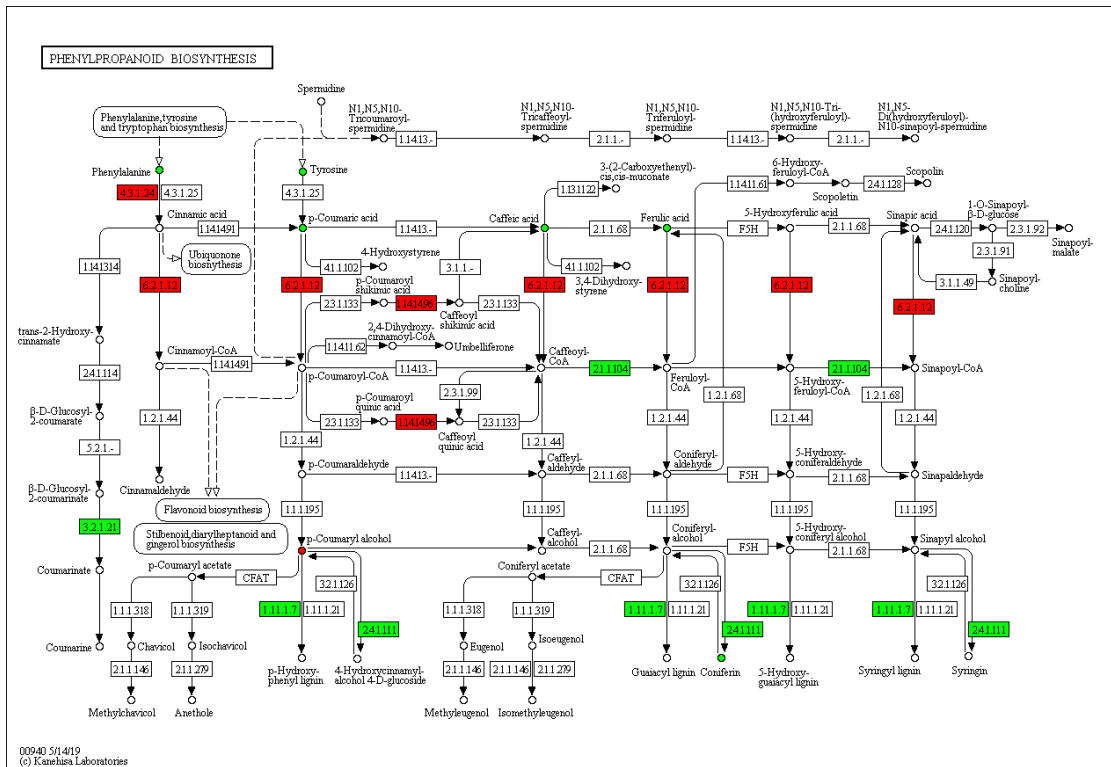 PHENYLPROPANOID BIOSYNTHESIS
Spermidine
Phenylalanine,tyrosine
and tryptophan biosynthesis
N1,N5,N10-
Tricoumaroyl-
spermidine
1.14.13.-
N1,N5,N10-
Tricaffeoyl-
spermidine
2.1.1.-
N1,N5,N10-
Triferuloyl-
spermidine
1.14.13.-
N1,N5,N10-Tri-
(hydroxyferuloyl)-
spermidine
2.1.1.-
N1,N5-
Di(hydroxyferuloyl)-
N10-sinapoyl-spermidine
Phenylalanine
Tyrosine
4.3.1.24
4.3.1.25
4.3.1.25
3-(2-Carboxyethenyl)-
cis,cis-muconate
1.13.11.22
6-Hydroxy-
feruloyl-CoA
1.14.11.61
Scopoletin
2.4.1.128
Scopolin
Cinnamic acid
1.14.14.91
p-Coumaric acid
1.14.13.-
Caffeic acid
2.1.1.68
Ferulic acid
F5H
5-Hydroxyferulic acid
2.1.1.68
Sinapic acid
2.4.1.120
1-O-Sinapoyl-
β-D-glucose
2.3.1.92
Sinapoyl-
malate
2.3.1.91
3.1.1.49
Sinapoyl-
choline
Ubiquonone
biosnythesis
1.14.13.14
6.2.1.12
6.2.1.12
4-Hydroxystyrene
4.1.1.102
p-Coumaroyl
shikimic acid
2.3.1.133
1.14.14.96
3.1.1.-
Caffeoyl
shikimic acid
2.3.1.133
6.2.1.12
4.1.1.102
3,4-Dihydroxy-
styrene
6.2.1.12
6.2.1.12
6.2.1.12
trans-2-Hydroxy-
cinnamate
2,4-Dihydroxy-
cinnamoyl-CoA
1.14.11.62
Umbelliferone
Cinnamoyl-CoA
1.14.14.91
p-Coumaroyl-CoA
1.14.13.-
Caffeoyl-
CoA
2.1.1.104
Feruloyl-
CoA
5-Hydroxy-
feruloyl-CoA
2.1.1.104
Sinapoyl-CoA
2.4.1.114
2.3.1.99
1.2.1.68
1.2.1.68
β-D-Glucosyl-
2-coumarate
1.2.1.44
p-Coumaroyl
quinic acid
2.3.1.133
1.14.14.96
Caffeoyl
quinic acid
2.3.1.133
1.2.1.44
1.2.1.44
1.2.1.44
1.2.1.44
1.2.1.44
5.2.1.-
p-Coumaraldehyde
1.14.13.-
Caffeyl-
aldehyde
2.1.1.68
Coniferyl-
aldehyde
F5H
5-Hydroxy-
coniferaldehyde
2.1.1.68
Sinapaldehyde
β-D-Glucosyl-
2-coumarinate
Cinnamaldehyde
Flavonoid biosynthesis
Stilbenoid,diarylheptanoid and
gingerol biosynthesis
1.1.1.195
1.1.1.195
1.1.1.195
1.1.1.195
1.1.1.195
3.2.1.21
p-Coumaryl alcohol
Caffeyl-
alcohol
2.1.1.68
Coniferyl-
alcohol
F5H
5-Hydroxy-
coniferyl alcohol
2.1.1.68
Sinapyl alcohol
Coumarinate
p-Coumaryl acetate
CFAT
Coniferyl acetate
CFAT
3.2.1.126
3.2.1.126
3.2.1.126
1.1.1.318
1.1.1.319
1.11.1.7
1.11.1.21
1.1.1.318
1.1.1.319
1.11.1.7
1.11.1.21
1.11.1.7
1.11.1.21
1.11.1.7
1.11.1.21
2.4.1.111
2.4.1.111
2.4.1.111
Coumarine
Chavicol
Isochavicol
Eugenol
Isoeugenol
2.1.1.146
2.1.1.279
p-Hydroxy-
phenyl lignin
4-Hydroxycinnamyl-
alcohol 4-D-glucoside
2.1.1.146
2.1.1.146
2.1.1.279
Guaiacyl lignin
Coniferin
5-Hydroxy-
guaiacyl lignin
Syringyl lignin
Syringin
Methylchavicol
Anethole
Methyleugenol
Isomethyleugenol
00940 5/14/19
(c) Kanehisa Laboratories